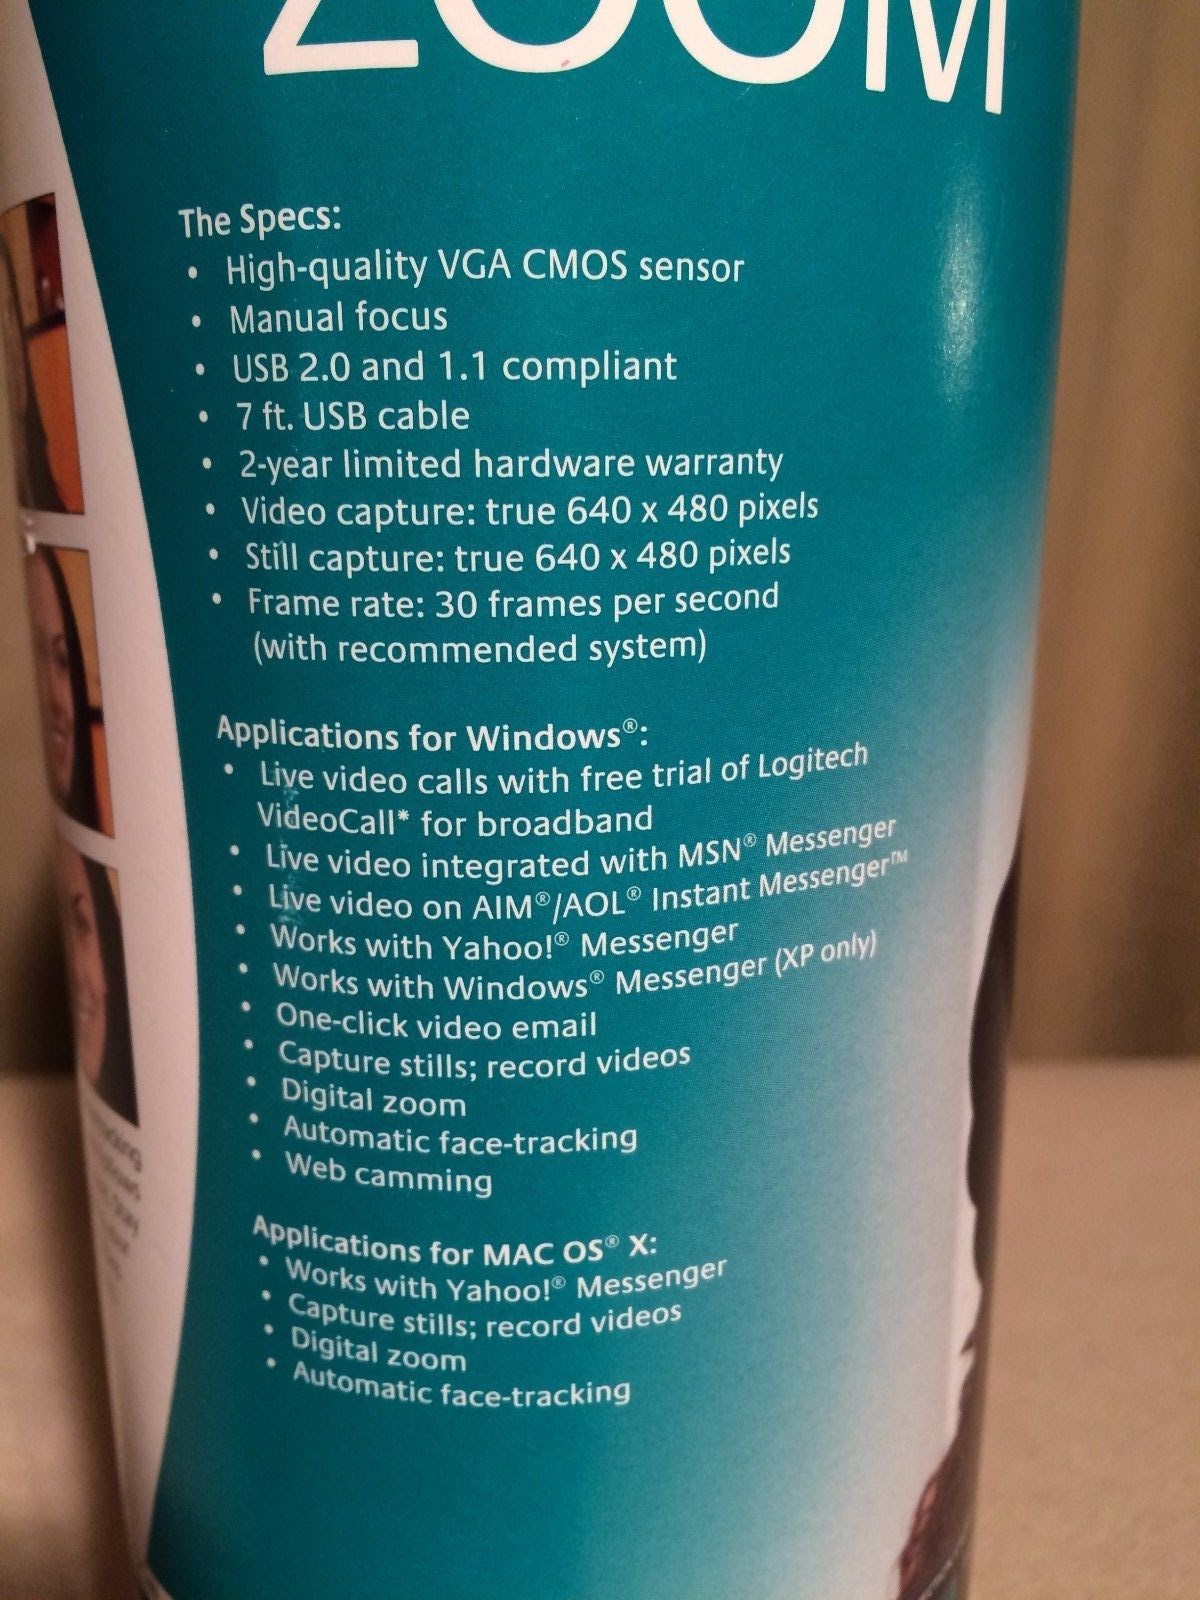 ZOOM
The Specs:
• High-quality VGA CMOS sensor
• Manual focus
• USB 2.0 and 1.1 compliant
• 7 ft. USB cable
• 2-year limited hardware warranty
• Video capture: true 640 x 480 pixels
• Still capture: true 640 x 480 pixels
• Frame rate: 30 frames per second
(with recommended system)
Applications for Windows®:
• Live video calls with free trial of Logitech
VideoCall* for broadband
• Live video integrated with MSN® Messenger
• Live video on AIM®/AOL® Instant Messenger™
• Works with Yahoo!® Messenger
• Works with Windows® Messenger (XP only)
• One-click video email
• Capture stills; record videos
• Digital zoom
• Automatic face-tracking
• Web camming
Applications for MAC OS® X:
• Works with Yahoo!® Messenger
• Capture stills; record videos
• Digital zoom
• Automatic face-tracking